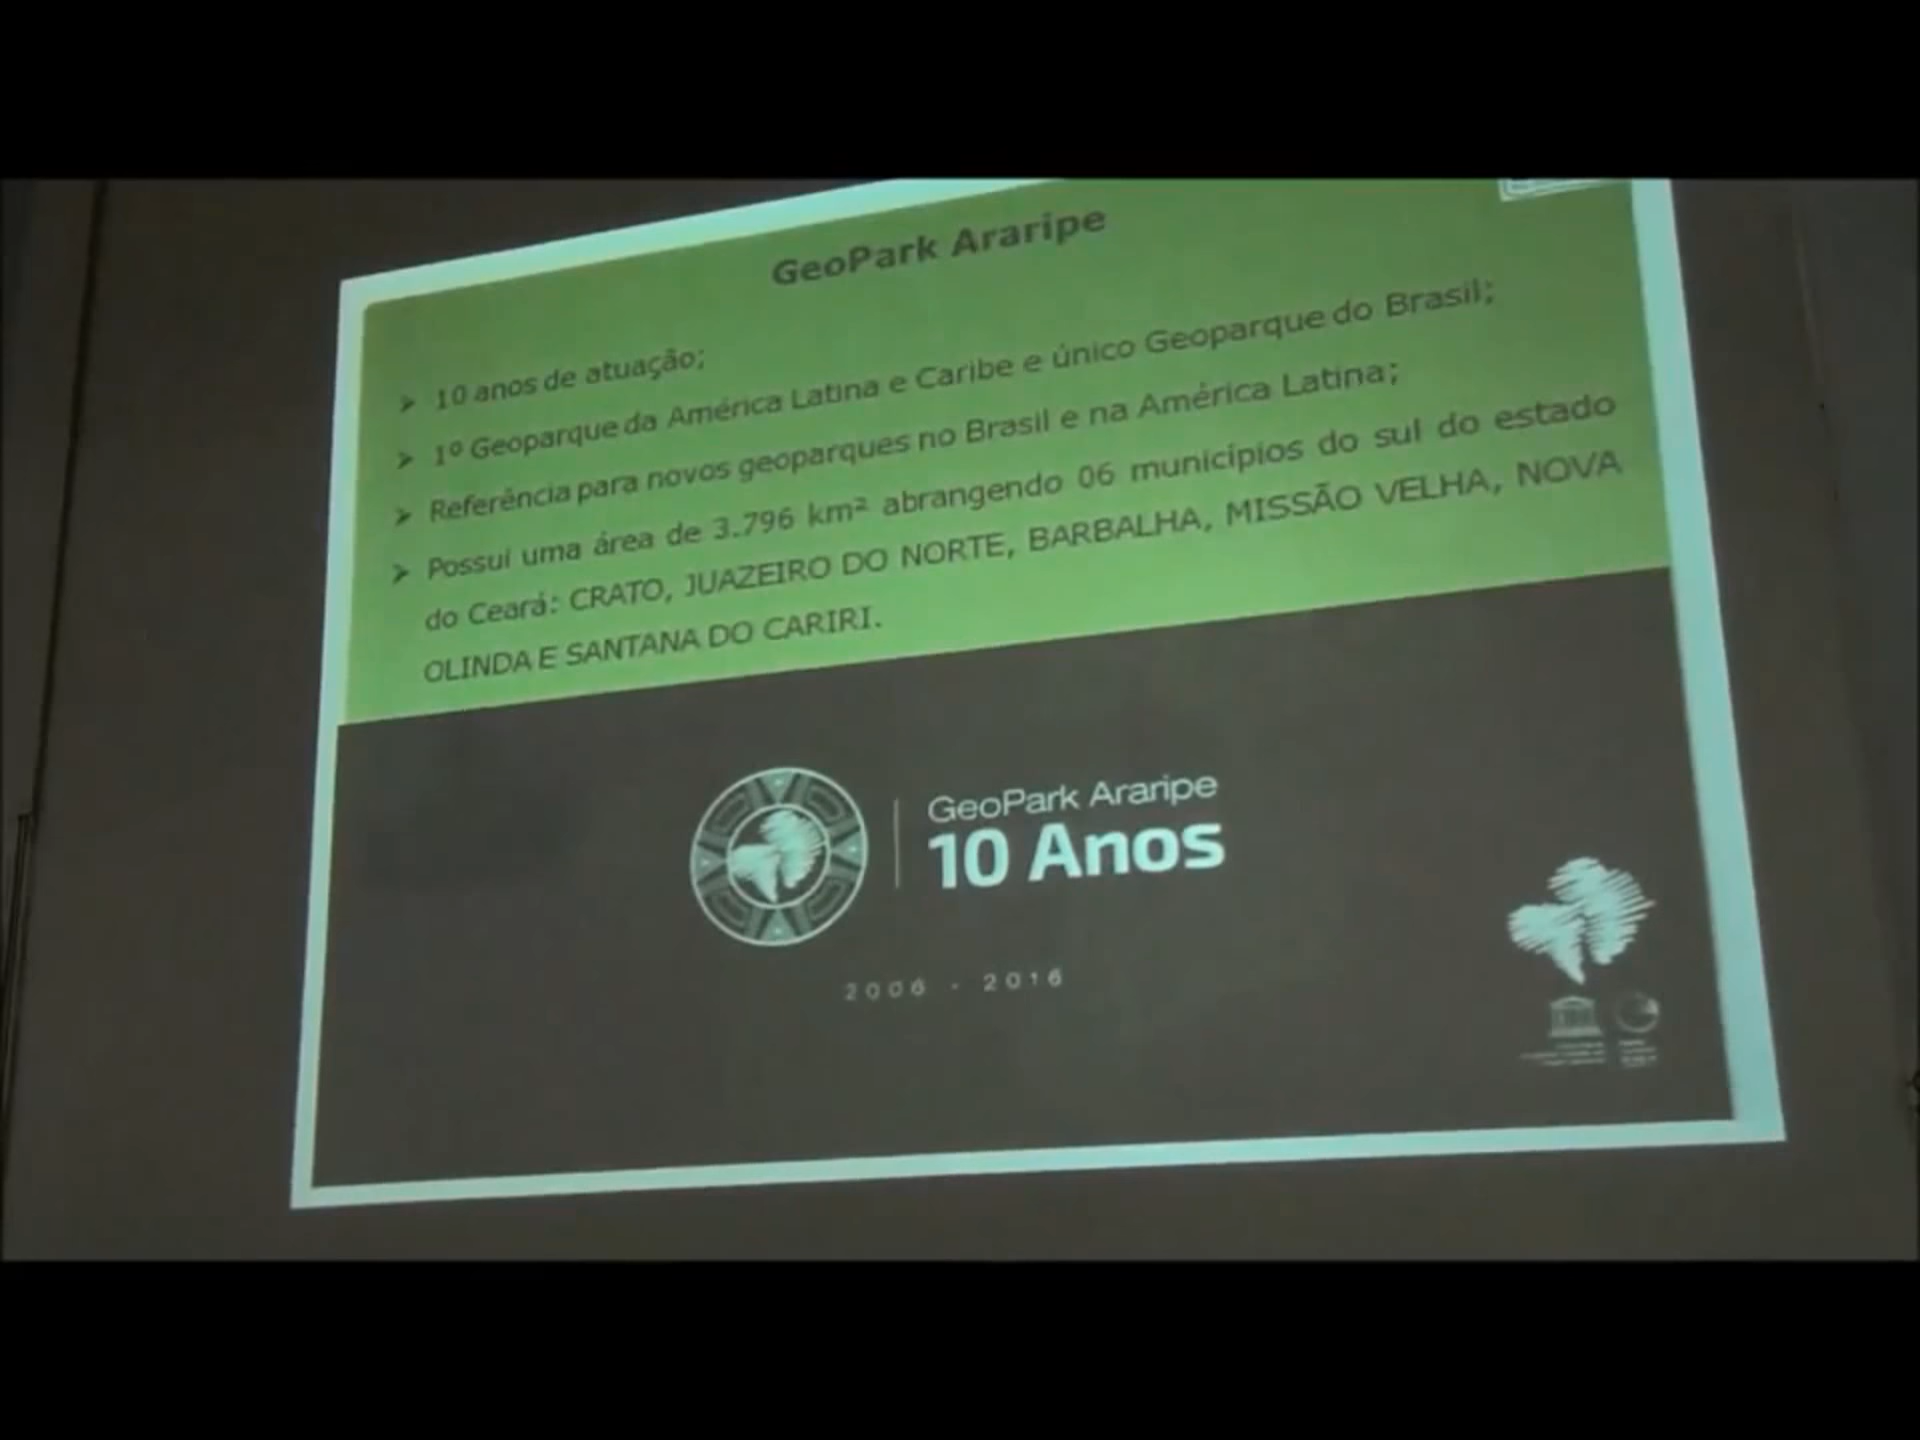 GeoPark Araripe
➢ 10 anos de atuação;
➢ 1º Geoparque da América Latina e Caribe e único Geoparque do Brasil;
➢ Referência para novos geoparques no Brasil e na América Latina;
➢ Possui uma área de 3.796 km² abrangendo 06 municípios do sul do estado
do Ceará: CRATO, JUAZEIRO DO NORTE, BARBALHA, MISSÃO VELHA, NOVA
OLINDA E SANTANA DO CARIRI.
GeoPark Araripe
10 Anos
2006 - 2016